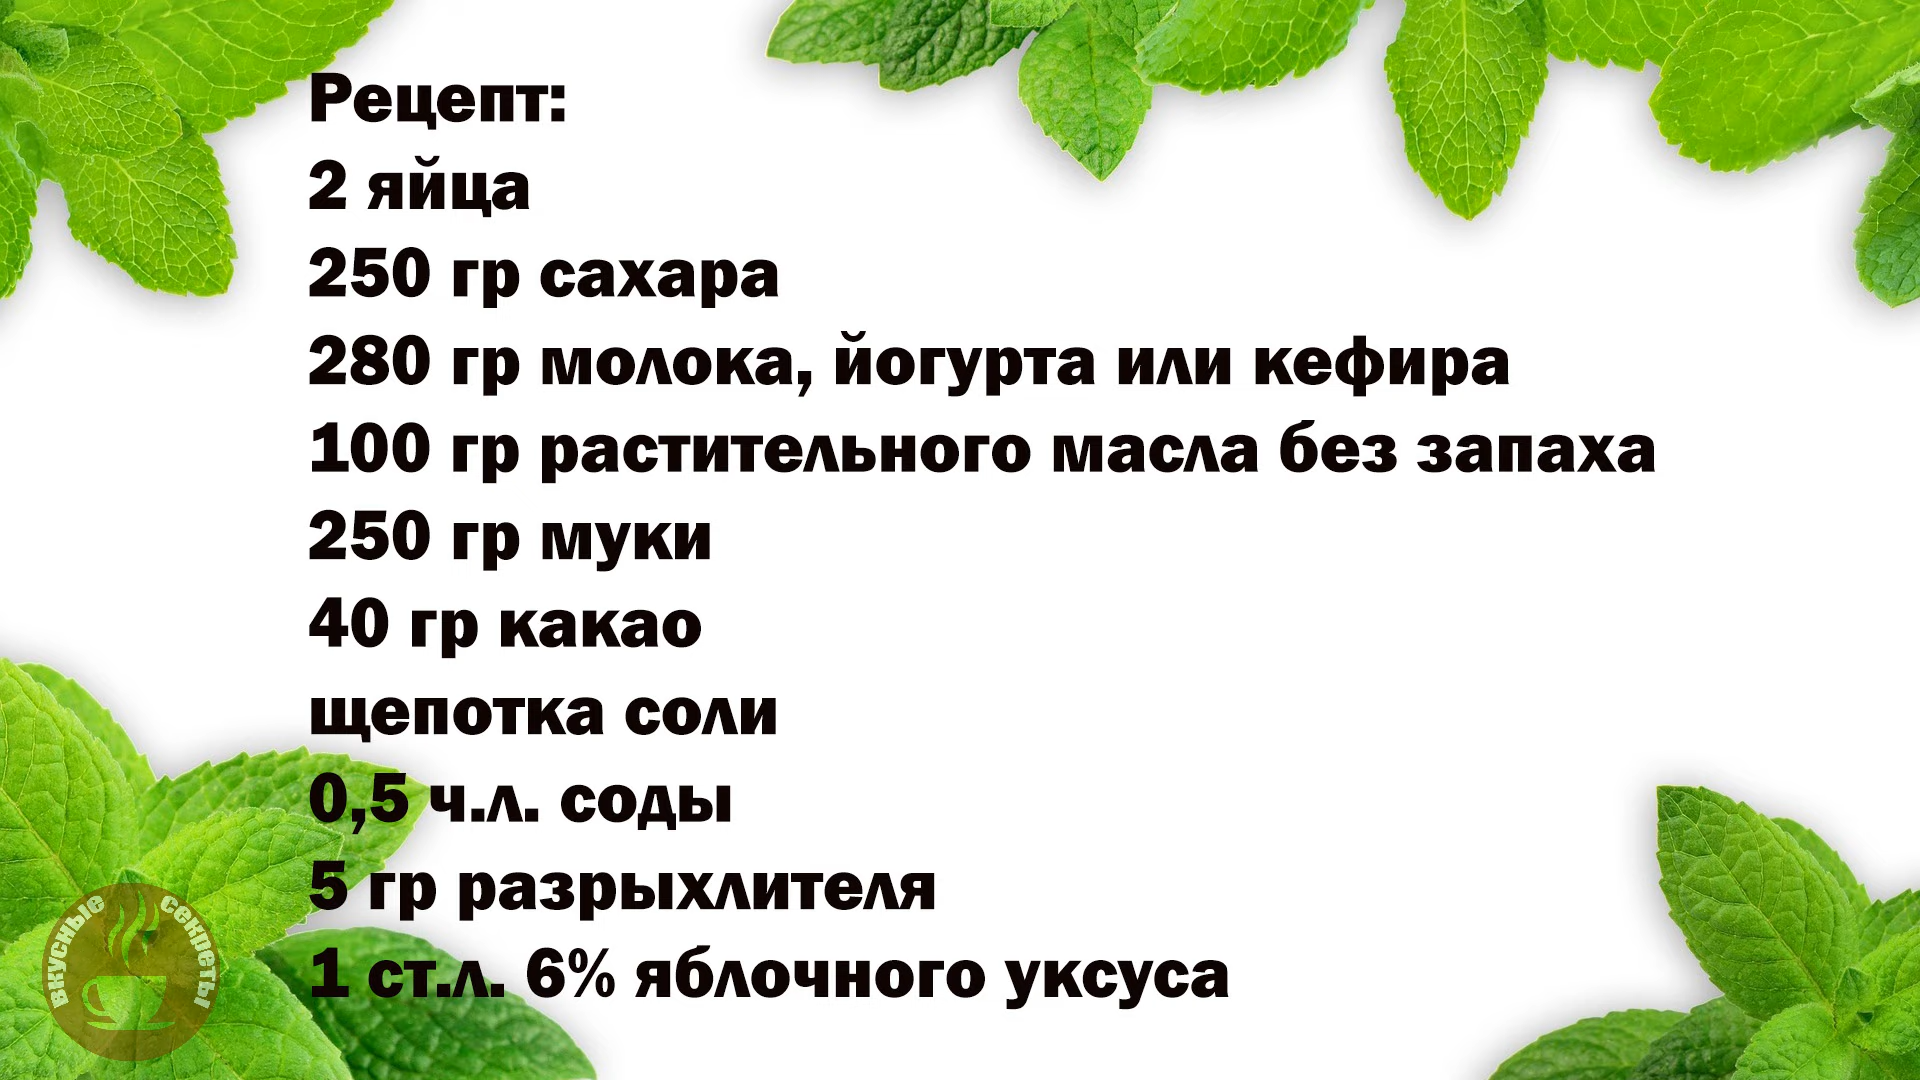 Рецепт:
2 яйца
250 гр сахара
280 гр молока, йогурта или кефира
100 гр растительного масла без запаха
250 гр муки
40 гр какао
щепотка соли
0,5 ч.л. соды
5 гр разрыхлителя
1 ст.л. 6% яблочного уксуса
вкусные секреты